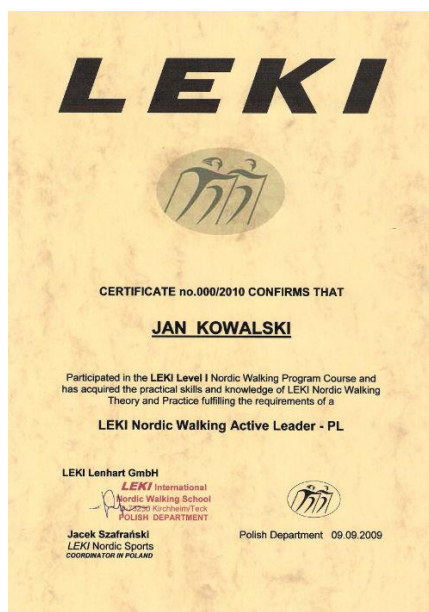 LEKI
CERTIFICATE no.000/2010 CONFIRMS THAT
JAN KOWALSKI
Participated in the LEKI Level I Nordic Walking Program Course and
has acquired the practical skills and knowledge of LEKI Nordic Walking
Theory and Practice fulfilling the requirements of a
LEKI Nordic Walking Active Leader - PL
LEKI Lenhart GmbH
LEKI International
Nordic Walking School
73230 Kirchheim/Teck
POLISH DEPARTMENT
Jacek Szafrański
LEKI Nordic Sports
COORDINATOR IN POLAND
Polish Department 09.09.2009